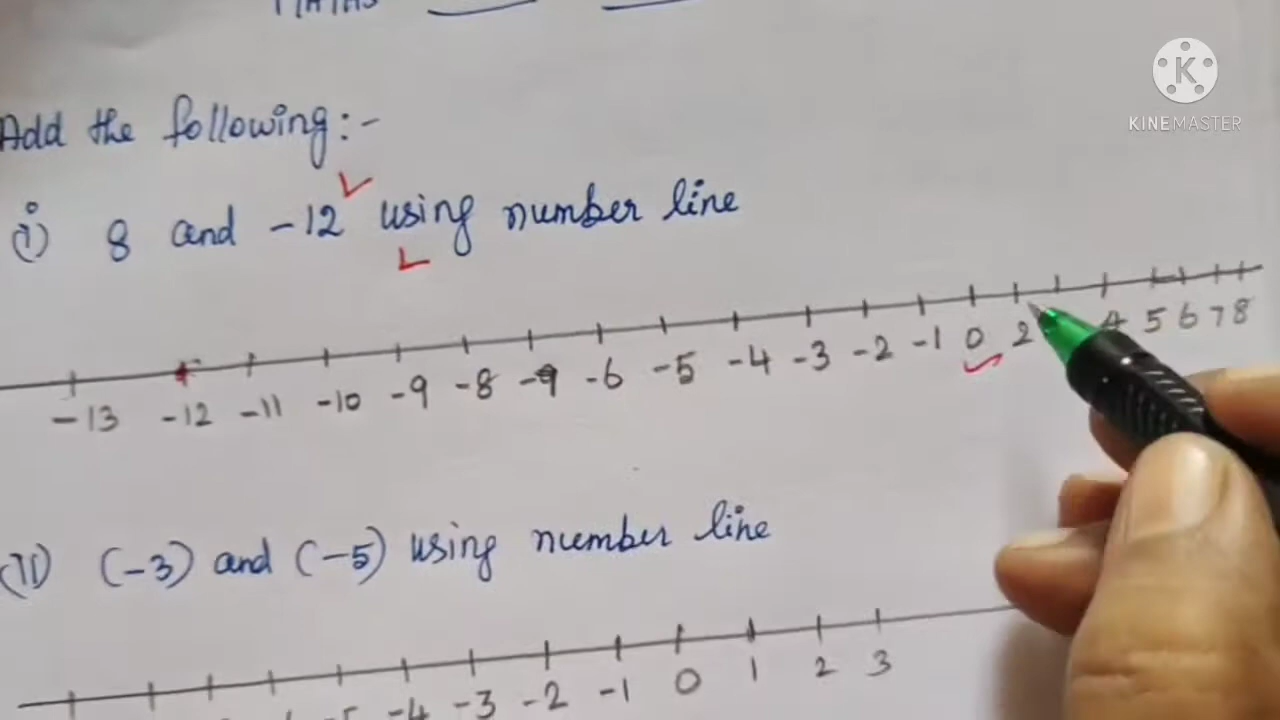 MATHS
KINEMASTER
Add the following:-
(i) 8 and -12 using number line
-13 -12 -11 -10 -9 -8 -9 -6 -5 -4 -3 -2 -1 0 2 4 5 6 7 8
(II) (-3) and (-5) using number line
-4 -3 -2 -1 0 1 2 3